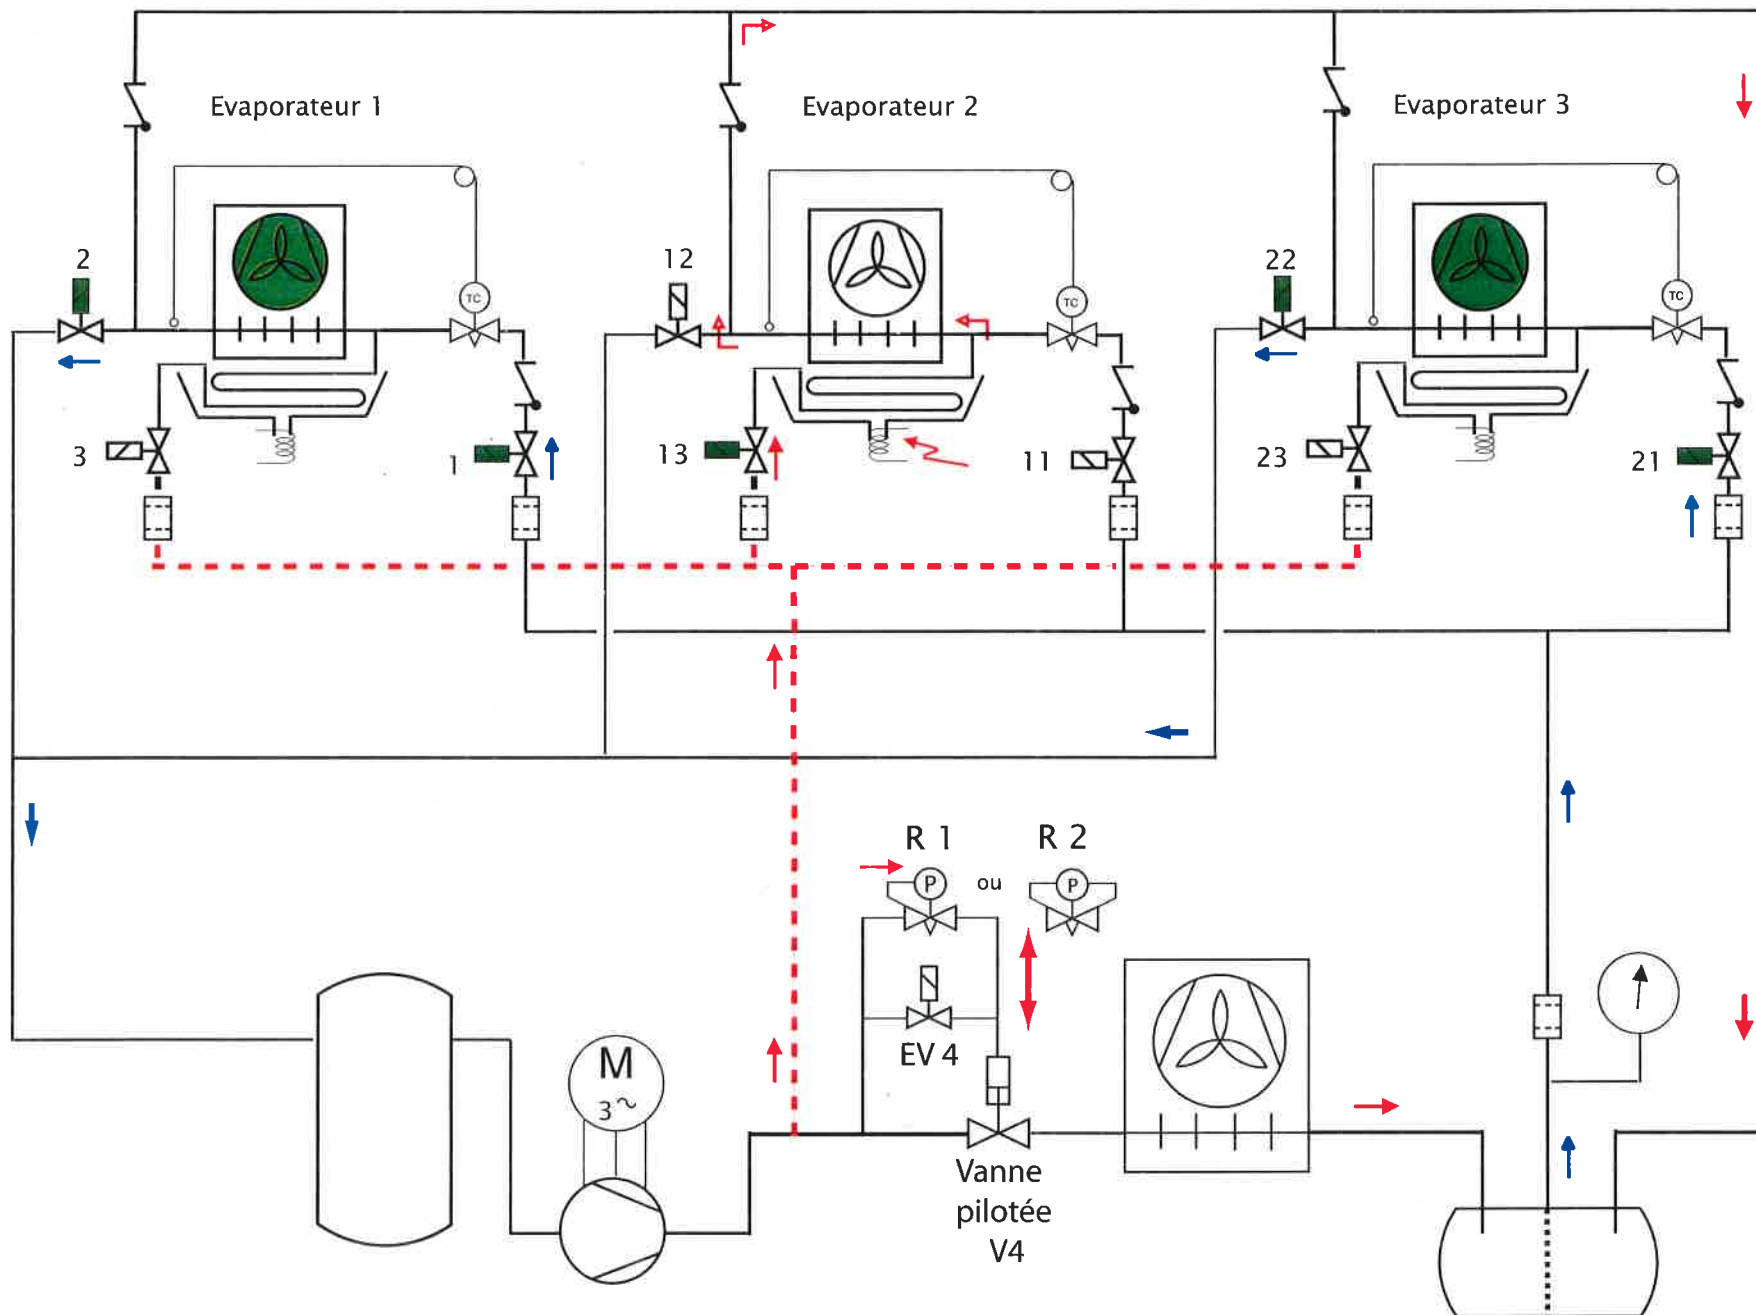 Evaporateur 1
Evaporateur 2
Evaporateur 3
2
12
22
TC
TC
TC
3
1
13
11
23
21
R 1
ou
R 2
P
P
EV 4
M
3~
Vanne
pilotée
V4